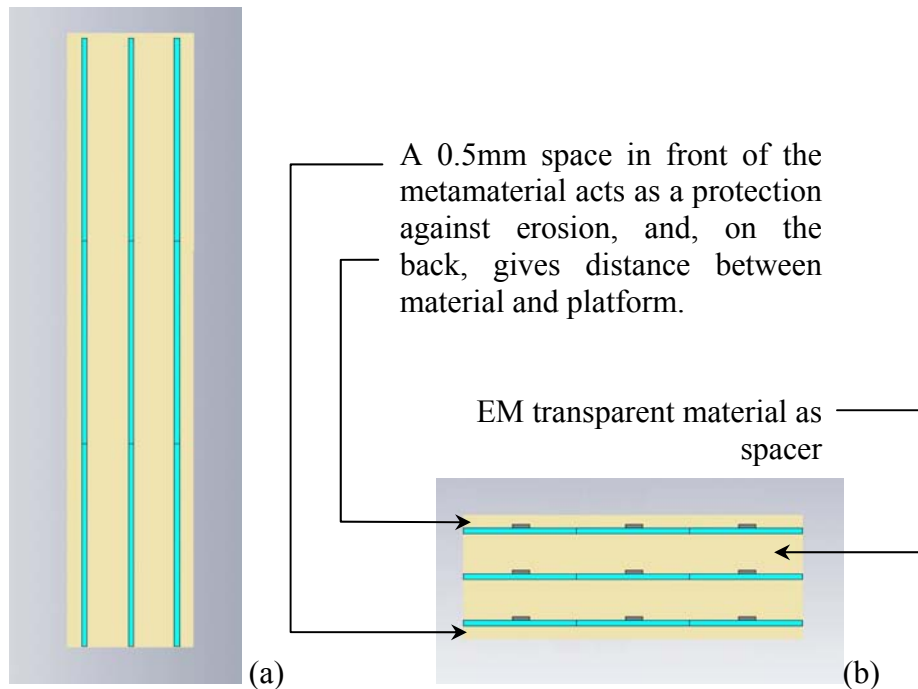 A 0.5mm space in front of the
metamaterial acts as a protection
against erosion, and, on the
back, gives distance between
material and platform.
EM transparent material as
spacer
(a)
(b)